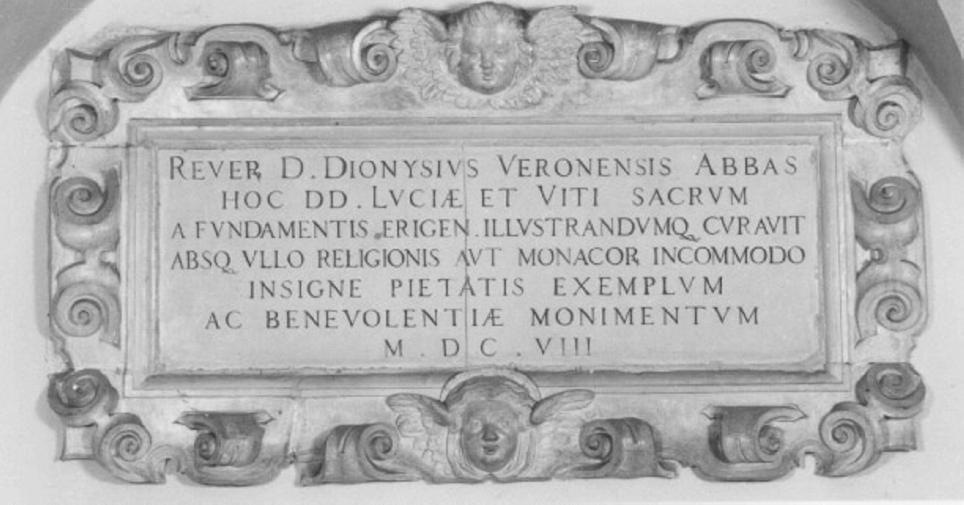 REVER, D. DIONYSIVS VERONENSIS ABBAS
HOC DD. LVCIÆ ET VITI SACRVM
A FVNDAMENTIS ERIGEN. ILLVSTRANDVMQ CVRAVIT
ABSQ VLLO RELIGIONIS AVT MONACOR, INCOMMODO
INSIGNE PIETATIS EXEMPLVM
AC BENEVOLENTIÆ MONIMENTVM
M . D C . VIII